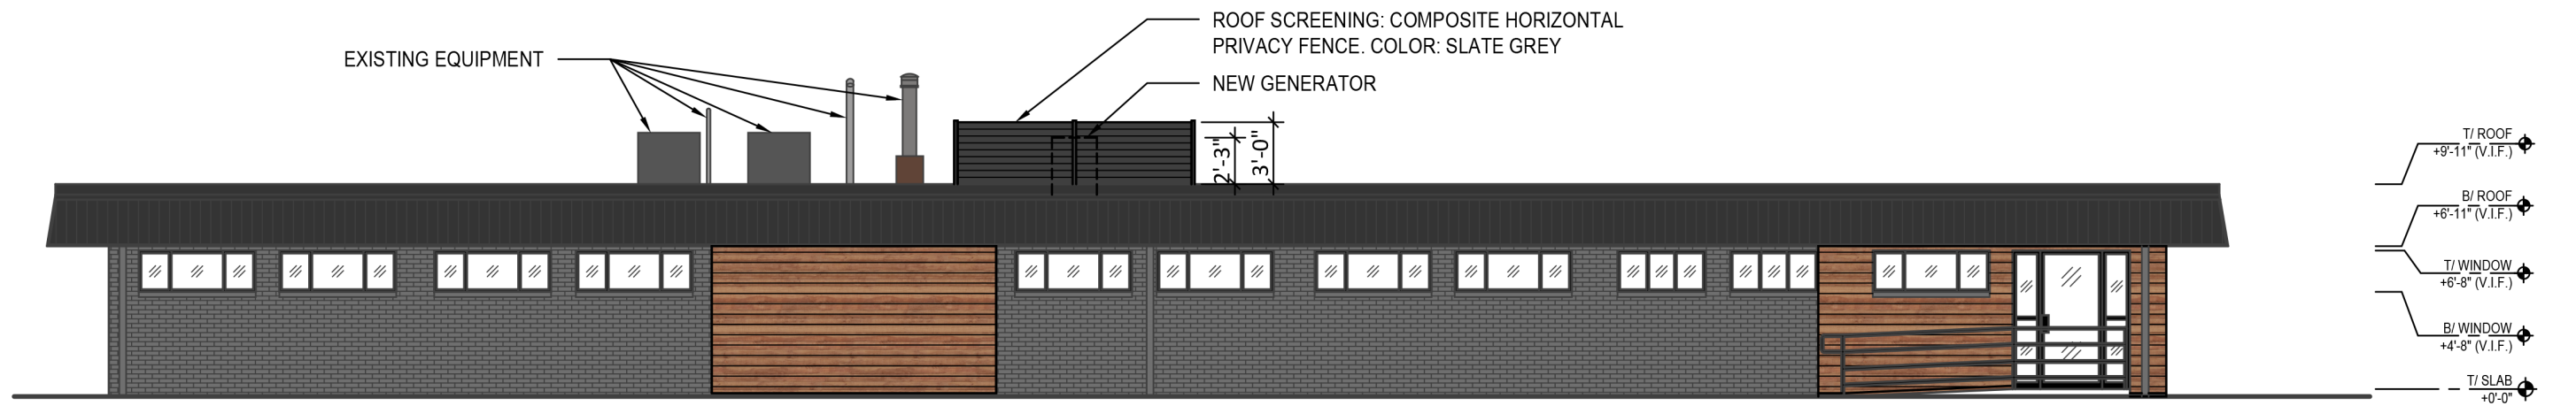 ROOF SCREENING: COMPOSITE HORIZONTAL
PRIVACY FENCE. COLOR: SLATE GREY
EXISTING EQUIPMENT
NEW GENERATOR
2'-3"
3'-0"
T/ ROOF
+9'-11" (V.I.F.)
B/ ROOF
+6'-11" (V.I.F.)
T/ WINDOW
+6'-8" (V.I.F.)
B/ WINDOW
+4'-8" (V.I.F.)
T/ SLAB
+0'-0"